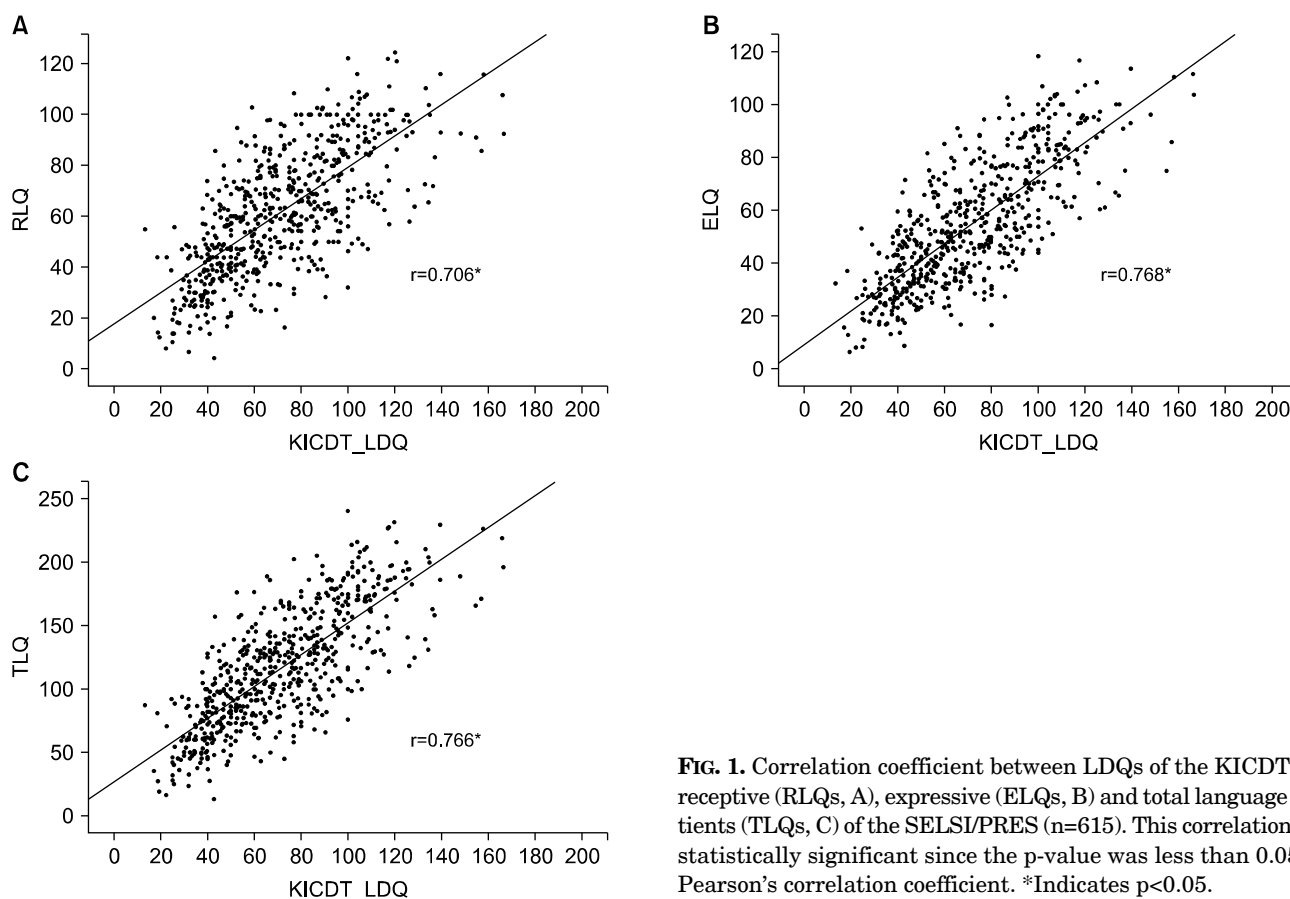 A
120
100
80
60
40
20
0
RLQ
r=0.706*
0 20 40 60 80 100 120 140 160 180 200
KICDT_LDQ
B
120
100
80
60
40
20
0
ELQ
r=0.768*
0 20 40 60 80 100 120 140 160 180 200
KICDT_LDQ
C
250
200
150
100
50
0
TLQ
r=0.766*
0 20 40 60 80 100 120 140 160 180 200
KICDT_LDQ
FIG. 1. Correlation coefficient between LDQs of the KICDT
receptive (RLQs, A), expressive (ELQs, B) and total language
tients (TLQs, C) of the SELSI/PRES (n=615). This correlation
statistically significant since the p-value was less than 0.05
Pearson's correlation coefficient. *Indicates p<0.05.